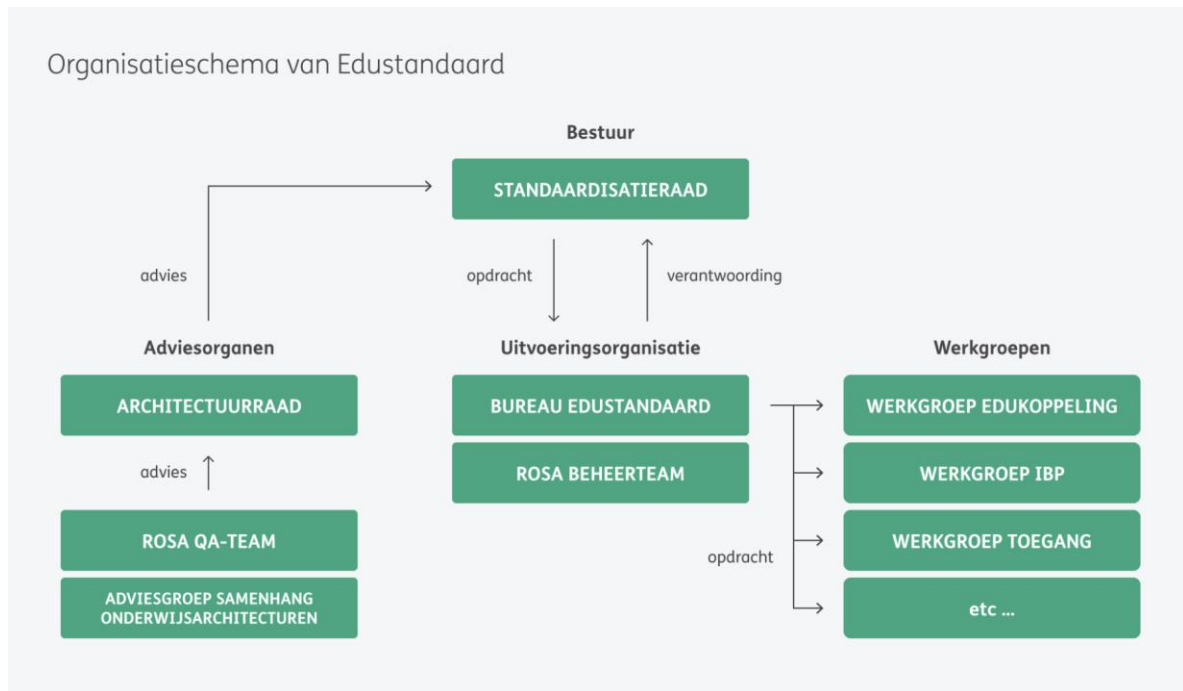 Organisatieschema van Edustandaard
Bestuur
STANDAARDISATIERAAD
advies
opdracht
verantwoording
Adviesorganen
Uitvoeringsorganisatie
Werkgroepen
ARCHITECTUURRAAD
BUREAU EDUSTANDAARD
WERKGROEP EDUKOPPELING
advies
ROSA BEHEERTEAM
WERKGROEP IBP
ROSA QA-TEAM
WERKGROEP TOEGANG
opdracht
ADVIESGROEP SAMENHANG
ONDERWIJSARCHITECTUREN
etc ...